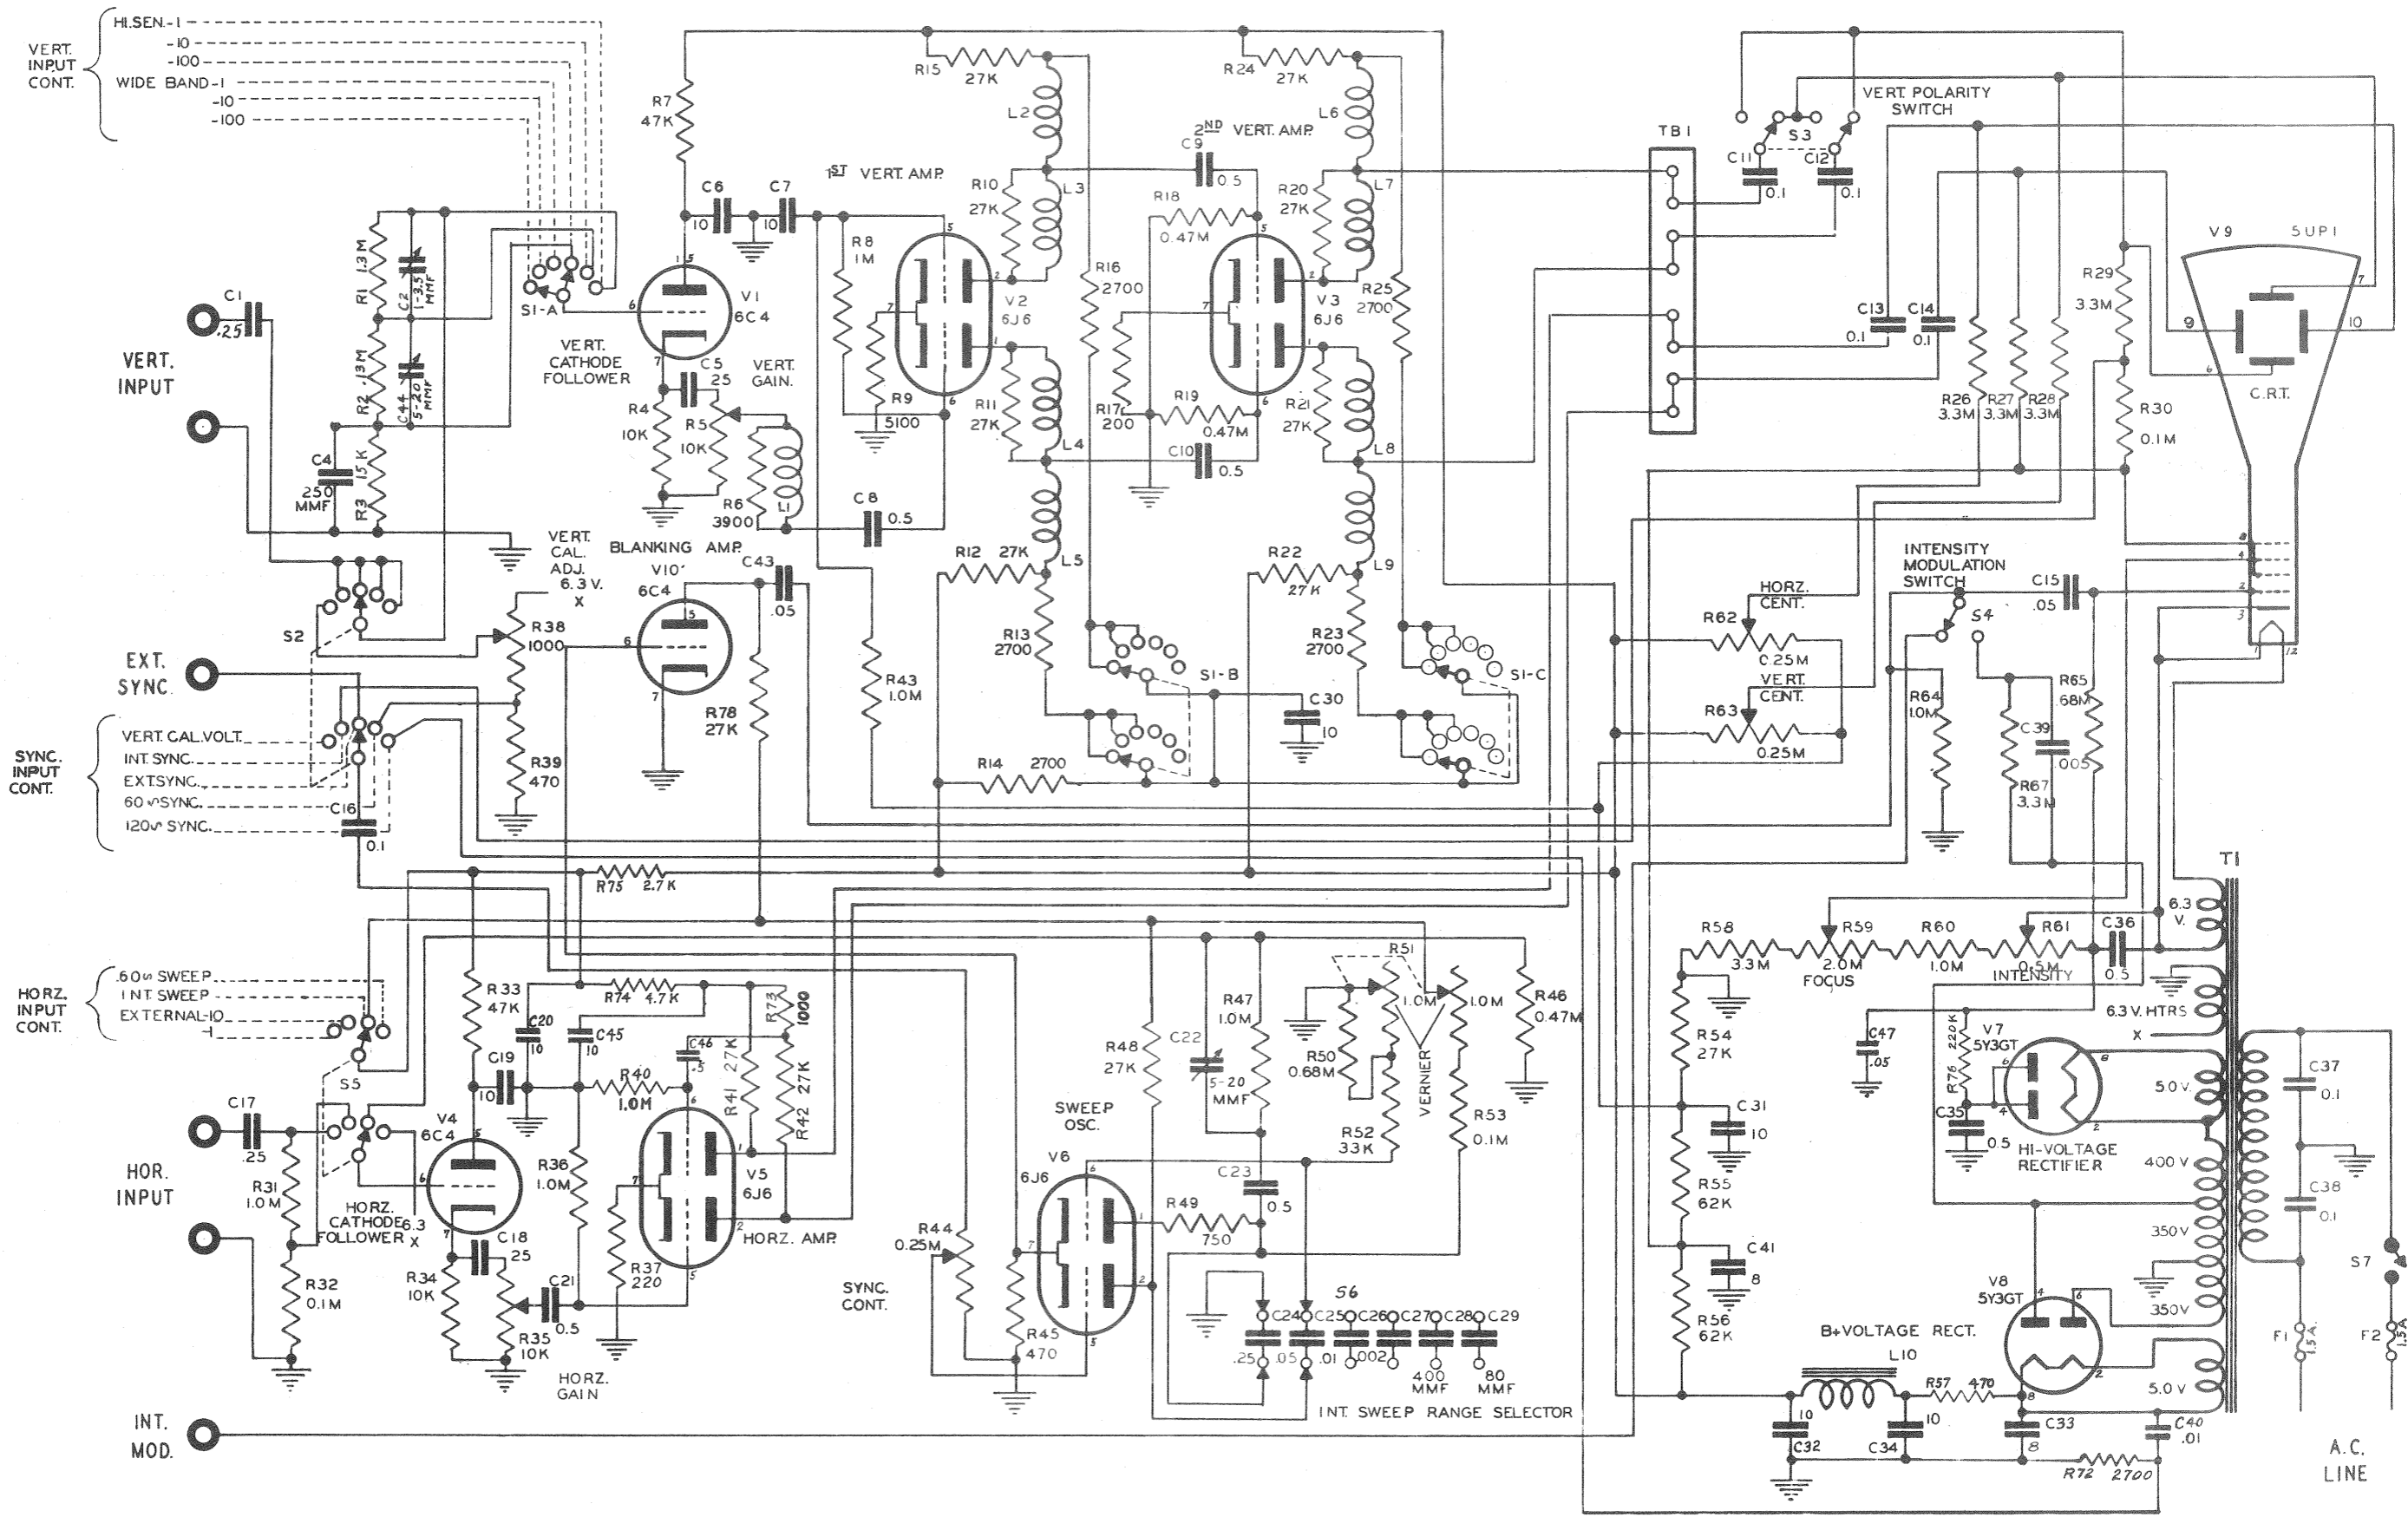 VERT.
INPUT
CONT.
HI.SEN.-1
-10
-100
WIDE BAND-1
-10
-100
R7
47K
R15
27K
L2
R24
27K
L6
VERT. POLARITY
SWITCH
S3
TB1
C11
0.1
C12
0.1
2ND VERT. AMP.
C9
0.5
1ST VERT. AMP.
C6
10
C7
10
R10
27K
L3
R18
0.47M
R20
27K
L7
R1 1.3 M
C2
1-3.5
MMF
S1-A
R8
1M
V1
6C4
V2
6J6
R16
2700
V3
6J6
R25
2700
V9
5UP1
C.R.T.
R29
3.3M
C13
0.1
C14
0.1
C1
.25
VERT.
INPUT
R2 .13M
C44
5-20
MMF
VERT.
CATHODE
FOLLOWER
C5
25
VERT.
GAIN.
R4
10K
R5
10K
R9
5100
R11
27K
L4
R17
200
R19
0.47M
C10
0.5
R21
27K
L8
R26
3.3M
R27
3.3M
R28
3.3M
R30
0.1M
C4
250
MMF
R3 15 K
R6
3900
L1
C8
0.5
VERT.
CAL.
ADJ.
6.3 V.
X
BLANKING AMP.
V10
6C4
C43
.05
R12 27K
L5
R22
27 K
L9
S2
R38
1000
R13
2700
R23
2700
S1-B
S1-C
C30
10
INTENSITY
MODULATION
SWITCH
S4
C15
.05
HORZ.
CENT.
R62
0.25M
VERT.
CENT.
R63
0.25M
R64
1.0M
R65
.68M
C39
.005
R67
3.3M
EXT.
SYNC.
R43
1.0M
R78
27K
R39
470
R14 2700
SYNC.
INPUT
CONT.
VERT. CAL. VOLT.
INT. SYNC.
EXT.SYNC.
60∿SYNC.
120∿ SYNC.
C16
0.1
R75 2.7 K
T1
6.3
V.
R58
3.3M
R59
2.0M
FOCUS
R60
1.0M
R61
0.5M
INTENSITY
C36
0.5
HORZ.
INPUT
CONT.
60∿ SWEEP
INT. SWEEP
EXTERNAL-10
-1
S5
R33
47K
C20
10
R74 4.7 K
C45
10
R73
1000
C46
.5
R41 27K
R42 27K
C19
10
R40
1.0M
R48
27K
C22
5-20
MMF
R47
1.0M
R51
1.0M
1.0M
R50
0.68M
VERNIER
R46
0.47M
R52
33K
R53
0.1M
R54
27K
C31
10
R55
62K
C41
8
R56
62K
C47
.05
R76 220K
C35
0.5
V7
5Y3GT
HI-VOLTAGE
RECTIFIER
6.3 V. HTRS
X
5.0 V.
400 V
350V
350V
5.0 V
C37
0.1
C38
0.1
S7
F1
1.5 A.
F2
1.5 A.
A.C.
LINE
C17
.25
HOR.
INPUT
R31
1.0M
R32
0.1M
V4
6C4
HORZ.
CATHODE
FOLLOWER
6.3
X
C18
25
R34
10K
R35
10K
C21
0.5
HORZ.
GAIN
R36
1.0M
R37
220
V5
6J6
HORZ. AMP.
SWEEP
OSC.
V6
6J6
R44
0.25M
SYNC.
CONT.
R45
470
R49
750
C23
0.5
S6
C24
.25
C25
.05
C26
.01
C27
.002
C28
400
MMF
C29
80
MMF
INT. SWEEP RANGE SELECTOR
V8
5Y3GT
B+VOLTAGE RECT.
L10
R57 470
C32
10
C34
10
C33
8
C40
.01
R72 2700
INT.
MOD.